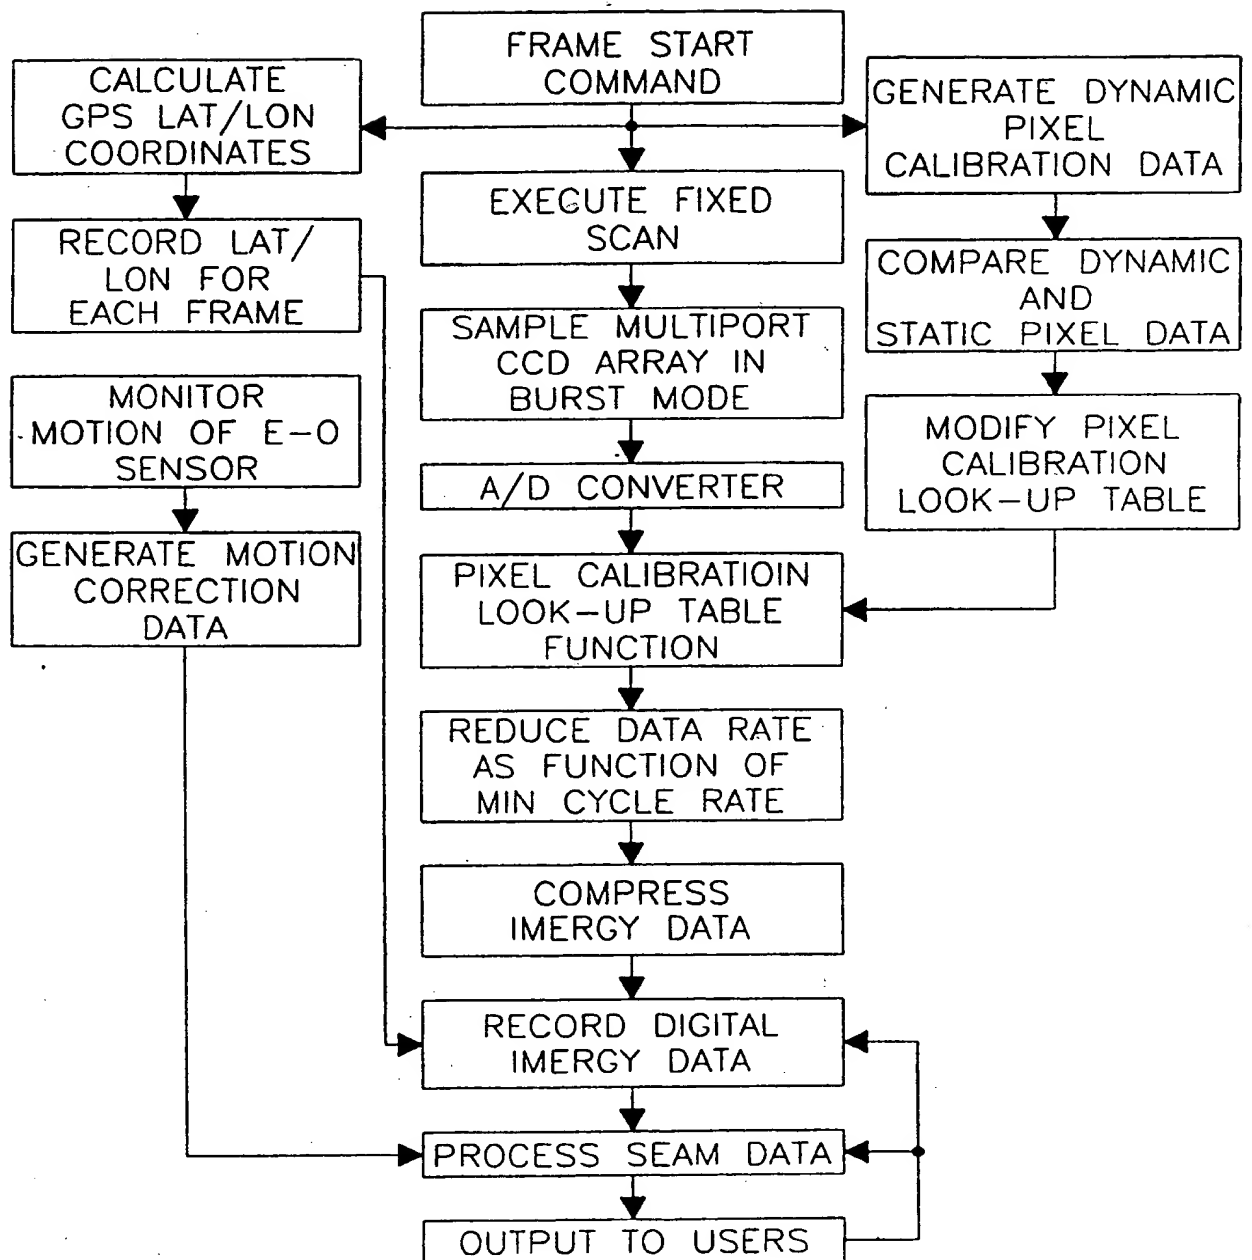 FRAME START
COMMAND
CALCULATE
GPS LAT/LON
COORDINATES
GENERATE DYNAMIC
PIXEL
CALIBRATION DATA
RECORD LAT/
LON FOR
EACH FRAME
EXECUTE FIXED
SCAN
COMPARE DYNAMIC
AND
STATIC PIXEL DATA
SAMPLE MULTIPORT
CCD ARRAY IN
BURST MODE
MONITOR
MOTION OF E-O
SENSOR
MODIFY PIXEL
CALIBRATION
LOOK-UP TABLE
A/D CONVERTER
GENERATE MOTION
CORRECTION
DATA
PIXEL CALIBRATIOIN
LOOK-UP TABLE
FUNCTION
REDUCE DATA RATE
AS FUNCTION OF
MIN CYCLE RATE
COMPRESS
IMERGY DATA
RECORD DIGITAL
IMERGY DATA
PROCESS SEAM DATA
OUTPUT TO USERS